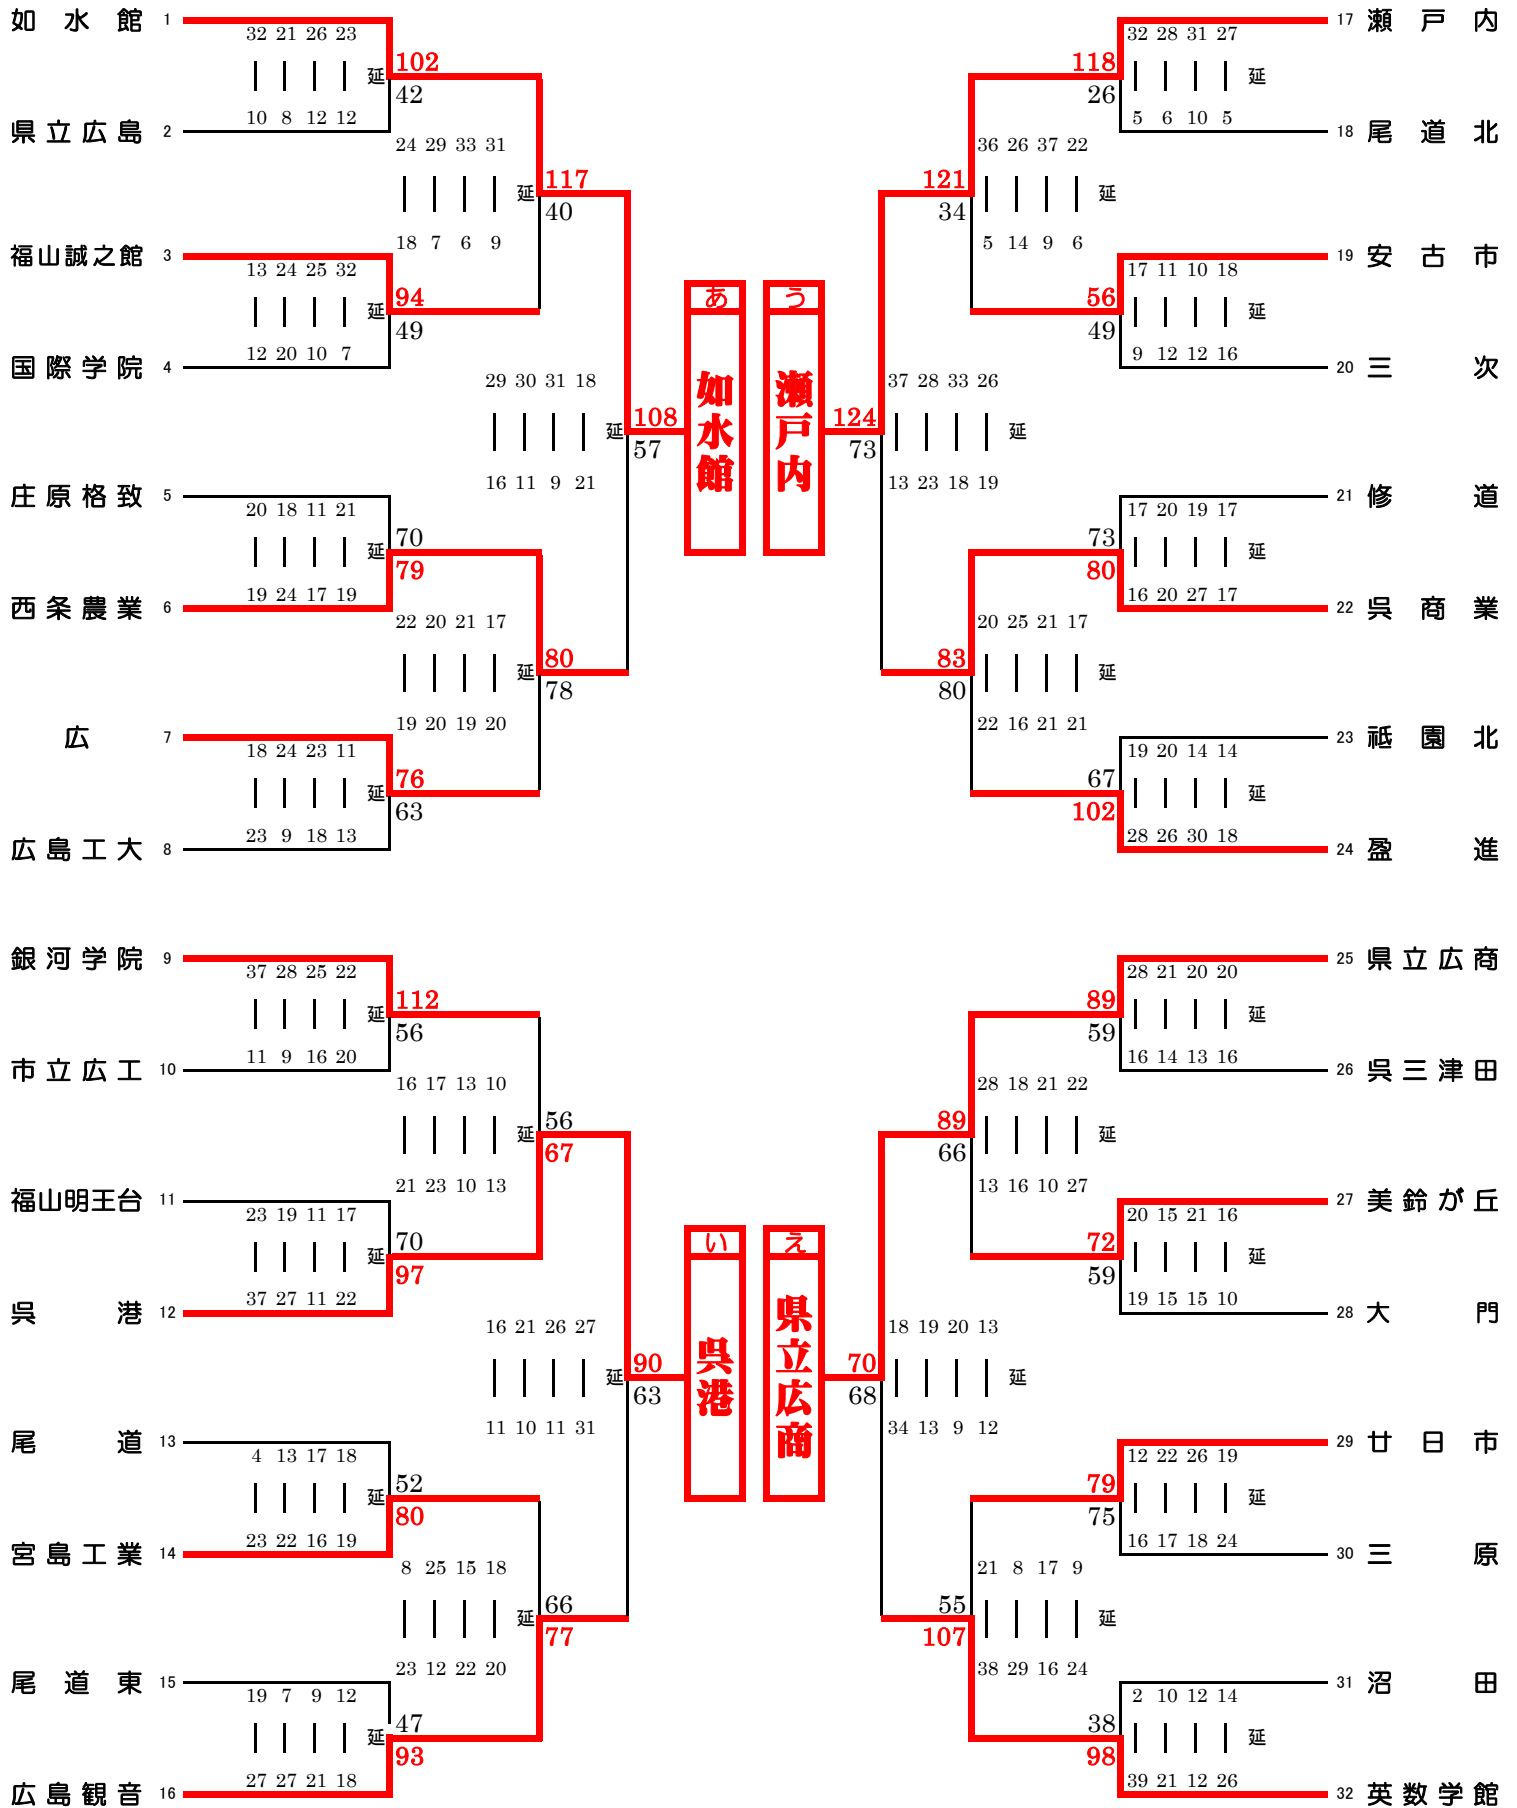 如水館 1
32 21 26 23
102
延
42
10 8 12 12
県立広島 2
24 29 33 31
117
延
40
18 7 6 9
福山誠之館 3
13 24 25 32
94
延
49
12 20 10 7
国際学院 4
29 30 31 18
108
延
57
16 11 9 21
あ
如水館
庄原格致 5
20 18 11 21
70
延
79
19 24 17 19
西条農業 6
22 20 21 17
80
延
78
19 20 19 20
広 7
18 24 23 11
76
延
63
23 9 18 13
広島工大 8
銀河学院 9
37 28 25 22
112
延
56
11 9 16 20
市立広工 10
16 17 13 10
56
延
67
21 23 10 13
福山明王台 11
23 19 11 17
70
延
97
37 27 11 22
呉港 12
16 21 26 27
90
延
63
11 10 11 31
い
呉港
尾道 13
4 13 17 18
52
延
80
23 22 16 19
宮島工業 14
8 25 15 18
66
延
77
23 12 22 20
尾道東 15
19 7 9 12
47
延
93
27 27 21 18
広島観音 16
17 瀬戸内
32 28 31 27
118
延
26
5 6 10 5
18 尾道北
36 26 37 22
121
延
34
5 14 9 6
19 安古市
17 11 10 18
56
延
49
9 12 12 16
20 三次
37 28 33 26
124
延
73
13 23 18 19
う
瀬戸内
21 修道
17 20 19 17
73
延
80
16 20 27 17
22 呉商業
20 25 21 17
83
延
80
22 16 21 21
23 祇園北
19 20 14 14
67
延
102
28 26 30 18
24 盈進
25 県立広商
28 21 20 20
89
延
59
16 14 13 16
26 呉三津田
28 18 21 22
89
延
66
13 16 10 27
27 美鈴が丘
20 15 21 16
72
延
59
19 15 15 10
28 大門
18 19 20 13
70
延
68
34 13 9 12
え
県立広商
29 廿日市
12 22 26 19
79
延
75
16 17 18 24
30 三原
21 8 17 9
55
延
107
38 29 16 24
31 沼田
2 10 12 14
38
延
98
39 21 12 26
32 英数学館